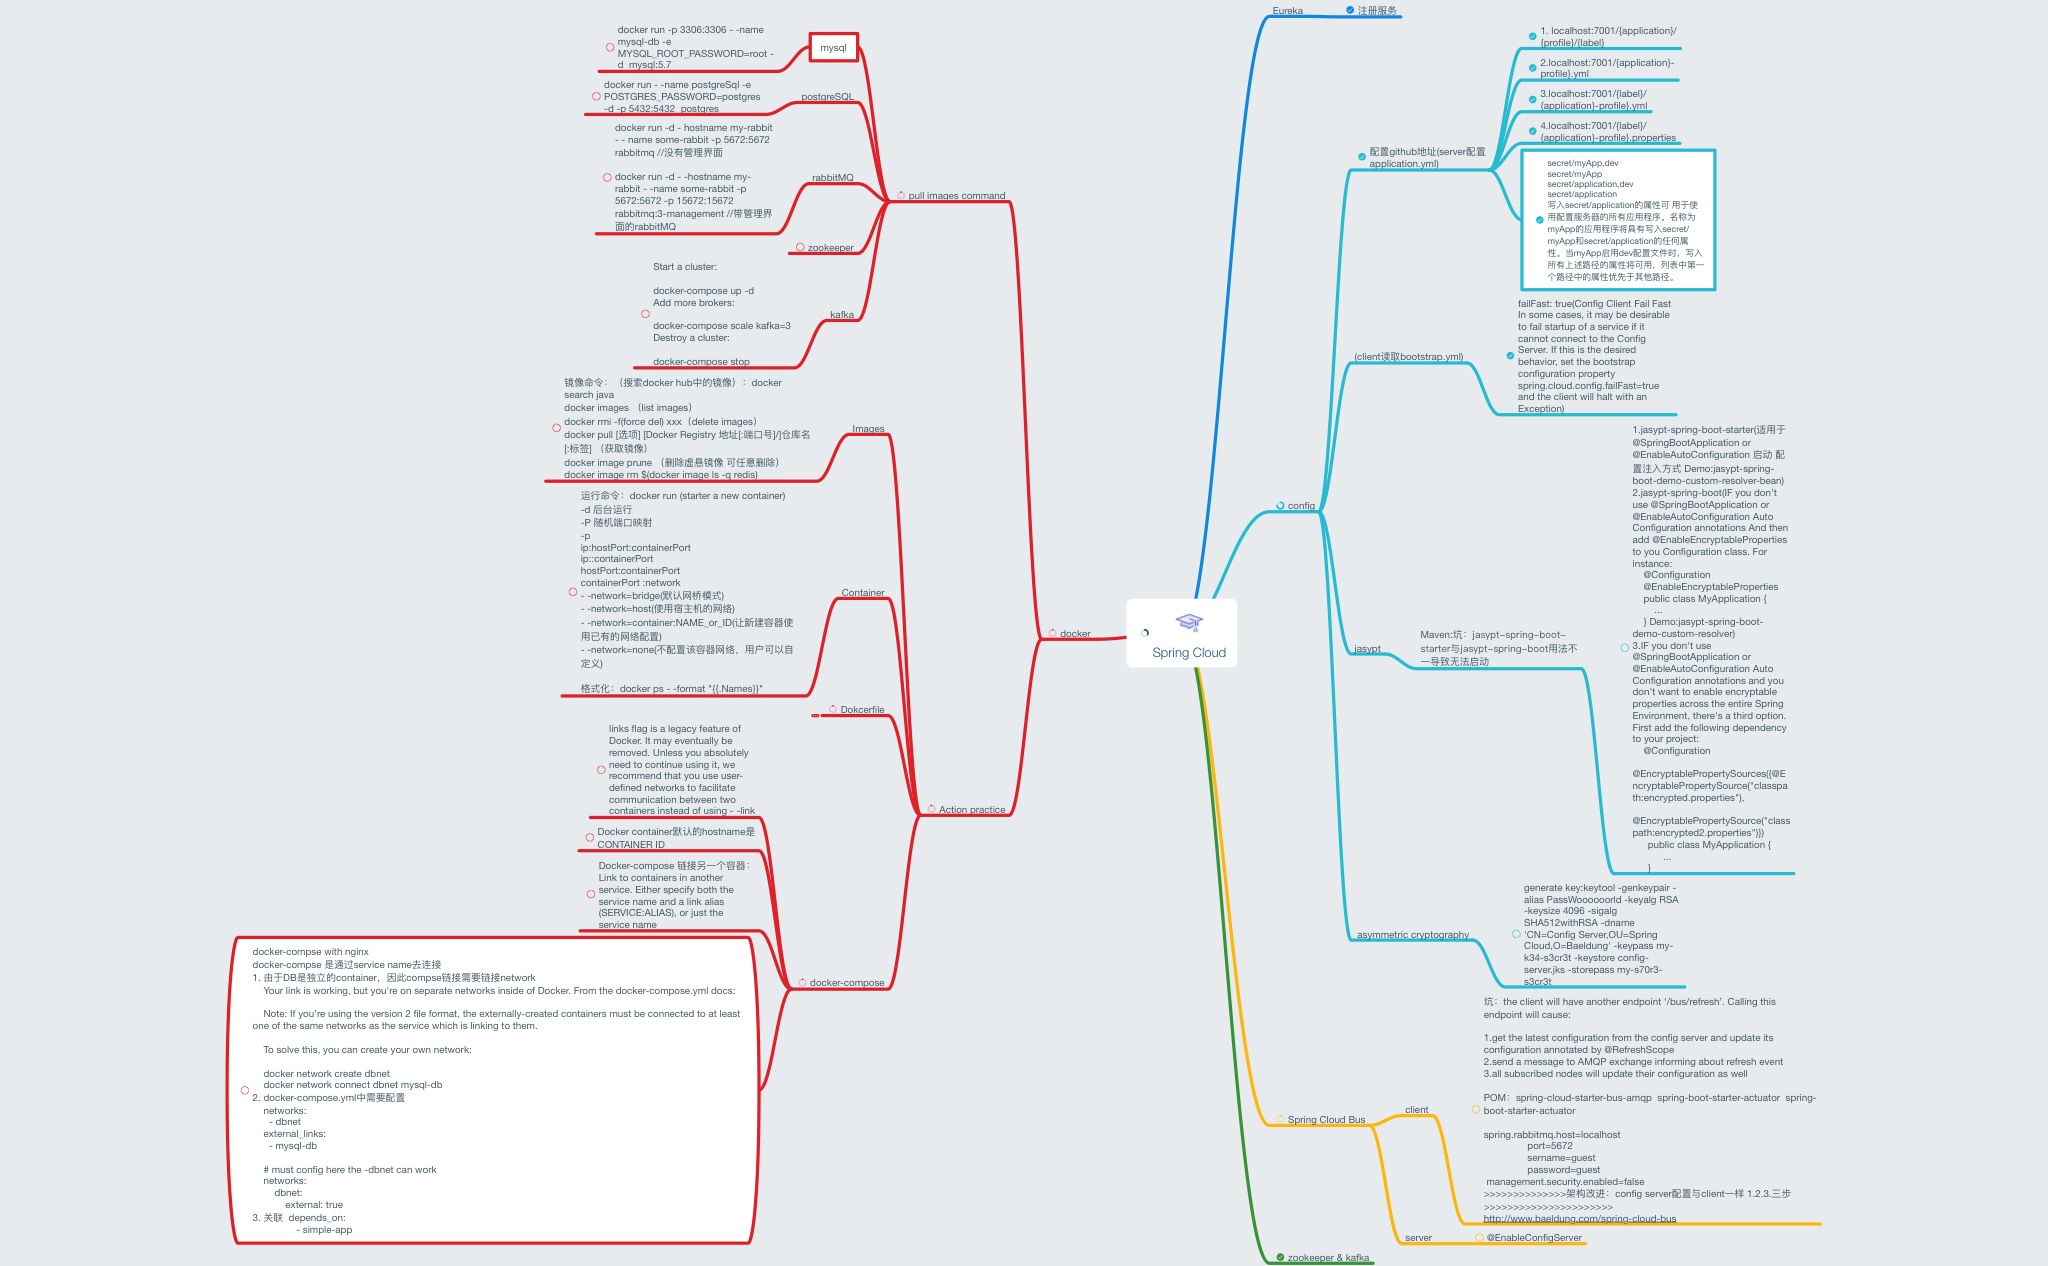 Spring Cloud
Eureka
注册服务
config
配置github地址(server配置
application.yml)
1. localhost:7001/{application}/
{profile}/{label}
2.localhost:7001/{application}-
profile}.yml
3.localhost:7001/{label}/
{application}-profile}.yml
4.localhost:7001/{label}/
{application}-profile}.properties
secret/myApp,dev
secret/myApp
secret/application,dev
secret/application
写入secret/application的属性可 用于使
用配置服务器的所有应用程序。名称为
myApp的应用程序将具有写入secret/
myApp和secret/application的任何属
性。当myApp启用dev配置文件时，写入
所有上述路径的属性将可用，列表中第一
个路径中的属性优先于其他路径。
(client读取bootstrap.yml)
failFast: true(Config Client Fail Fast
In some cases, it may be desirable
to fail startup of a service if it
cannot connect to the Config
Server. If this is the desired
behavior, set the bootstrap
configuration property
spring.cloud.config.failFast=true
and the client will halt with an
Exception)
jasypt
Maven:坑：jasypt-spring-boot-
starter与jasypt-spring-boot用法不
一导致无法启动
1.jasypt-spring-boot-starter(适用于
@SpringBootApplication or
@EnableAutoConfiguration 启动 配
置注入方式 Demo:jasypt-spring-
boot-demo-custom-resolver-bean)
2.jasypt-spring-boot(IF you don't
use @SpringBootApplication or
@EnableAutoConfiguration Auto
Configuration annotations And then
add @EnableEncryptableProperties
to you Configuration class. For
instance:
@Configuration
@EnableEncryptableProperties
public class MyApplication {
...
} Demo:jasypt-spring-boot-
demo-custom-resolver)
3.IF you don't use
@SpringBootApplication or
@EnableAutoConfiguration Auto
Configuration annotations and you
don't want to enable encryptable
properties across the entire Spring
Environment, there's a third option.
First add the following dependency
to your project:
@Configuration
@EncryptablePropertySources({@E
ncryptablePropertySource("classpa
th:encrypted.properties"),
@EncryptablePropertySource("class
path:encrypted2.properties")})
public class MyApplication {
...
}
asymmetric cryptography
generate key:keytool -genkeypair -
alias PassWoooooorld -keyalg RSA
-keysize 4096 -sigalg
SHA512withRSA -dname
'CN=Config Server,OU=Spring
Cloud,O=Baeldung' -keypass my-
k34-s3cr3t -keystore config-
server.jks -storepass my-s70r3-
s3cr3t
Spring Cloud Bus
client
坑：the client will have another endpoint ‘/bus/refresh’. Calling this
endpoint will cause:
1.get the latest configuration from the config server and update its
configuration annotated by @RefreshScope
2.send a message to AMQP exchange informing about refresh event
3.all subscribed nodes will update their configuration as well
POM：spring-cloud-starter-bus-amqp spring-boot-starter-actuator spring-
boot-starter-actuator
spring.rabbitmq.host=localhost
port=5672
sername=guest
password=guest
management.security.enabled=false
>>>>>>>>>>>>>>架构改进：config server配置与client一样 1.2.3.三步
>>>>>>>>>>>>>>>>>>>>>>
http://www.baeldung.com/spring-cloud-bus
server
@EnableConfigServer
zookeeper & kafka
docker
pull images command
mysql
docker run -p 3306:3306 - -name
mysql-db -e
MYSQL_ROOT_PASSWORD=root -
d mysql:5.7
postgreSQL
docker run - -name postgreSql -e
POSTGRES_PASSWORD=postgres
-d -p 5432:5432 postgres
rabbitMQ
docker run -d - hostname my-rabbit
- - name some-rabbit -p 5672:5672
rabbitmq //没有管理界面
docker run -d - -hostname my-
rabbit - -name some-rabbit -p
5672:5672 -p 15672:15672
rabbitmq:3-management //带管理界
面的rabbitMQ
zookeeper
kafka
Start a cluster:
docker-compose up -d
Add more brokers:
docker-compose scale kafka=3
Destroy a cluster:
docker-compose stop
Action practice
Images
镜像命令：（搜索docker hub中的镜像）：docker
search java
docker images （list images）
docker rmi -f(force del) xxx（delete images）
docker pull [选项] [Docker Registry 地址[:端口号]/]仓库名
[:标签] （获取镜像）
docker image prune （删除虚悬镜像 可任意删除）
docker image rm $(docker image ls -q redis)
Container
运行命令：docker run (starter a new container)
-d 后台运行
-P 随机端口映射
-p
ip:hostPort:containerPort
ip::containerPort
hostPort:containerPort
containerPort :network
- -network=bridge(默认网桥模式)
- -network=host(使用宿主机的网络)
- -network=container:NAME_or_ID(让新建容器使
用已有的网络配置)
- -network=none(不配置该容器网络，用户可以自
定义)
格式化：docker ps - -format "{{.Names}}"
Dokcerfile
docker-compose
links flag is a legacy feature of
Docker. It may eventually be
removed. Unless you absolutely
need to continue using it, we
recommend that you use user-
defined networks to facilitate
communication between two
containers instead of using - -link
Docker container默认的hostname是
CONTAINER ID
Docker-compose 链接另一个容器：
Link to containers in another
service. Either specify both the
service name and a link alias
(SERVICE:ALIAS), or just the
service name
docker-compse with nginx
docker-compse 是通过service name去连接
1. 由于DB是独立的container，因此compse链接需要链接network
Your link is working, but you're on separate networks inside of Docker. From the docker-compose.yml docs:
Note: If you're using the version 2 file format, the externally-created containers must be connected to at least
one of the same networks as the service which is linking to them.
To solve this, you can create your own network:
docker network create dbnet
docker network connect dbnet mysql-db
2. docker-compose.yml中需要配置
networks:
- dbnet
external_links:
- mysql-db
# must config here the -dbnet can work
networks:
dbnet:
external: true
3. 关联 depends_on:
- simple-app